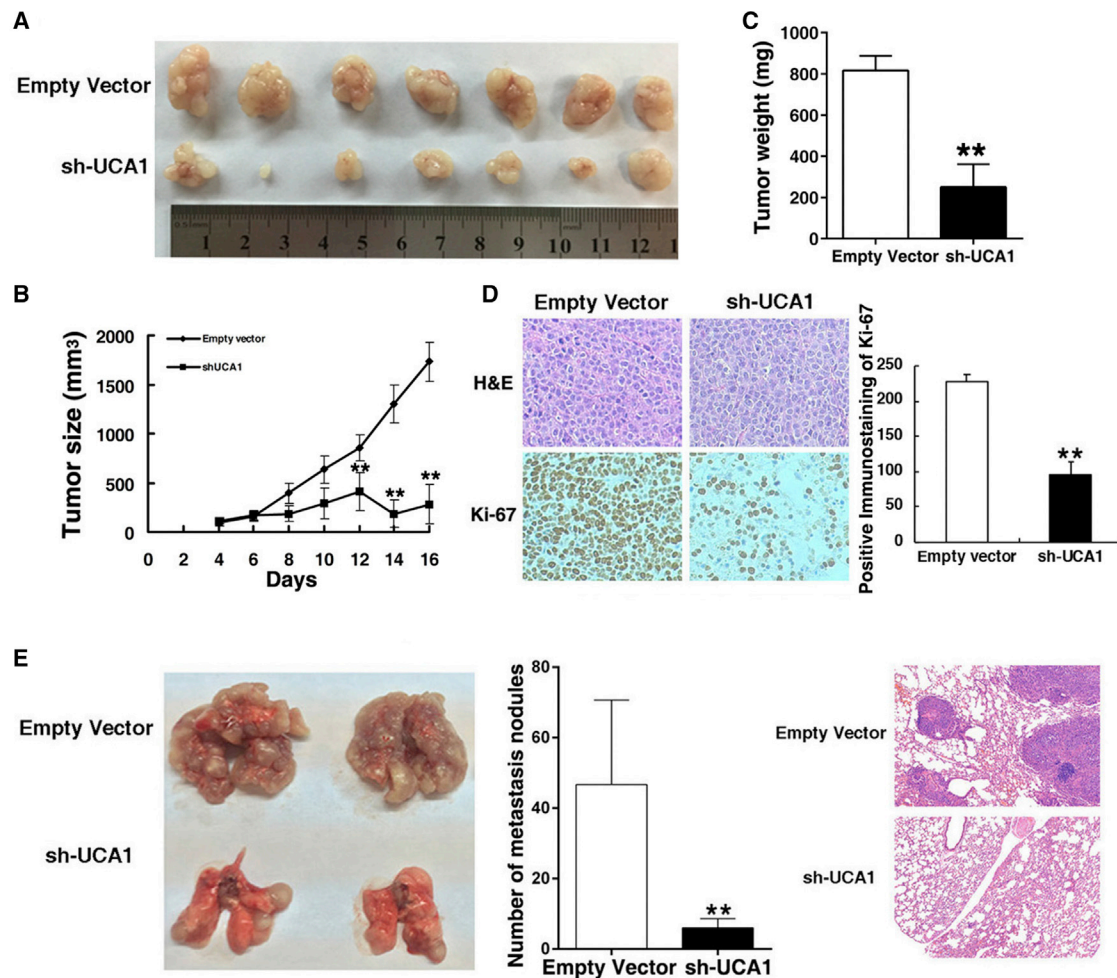 A
Empty Vector
sh-UCA1
0.5mm
1 2 3 4 5 6 7 8 9 10 mm 11 12
B
Tumor size (mm3)
2000
1500
1000
500
0
Empty vector
shUCA1
**
**
**
0 2 4 6 8 10 12 14 16
Days
C
Tumor weight (mg)
1000
800
600
400
200
0
**
Empty Vector sh-UCA1
D
Empty Vector sh-UCA1
H&E
Ki-67
Positive Immunostaining of Ki-67
250
200
150
100
50
0
**
Empty vector sh-UCA1
E
Empty Vector
sh-UCA1
Number of metastasis nodules
80
60
40
20
0
**
Empty Vector sh-UCA1
Empty Vector
sh-UCA1